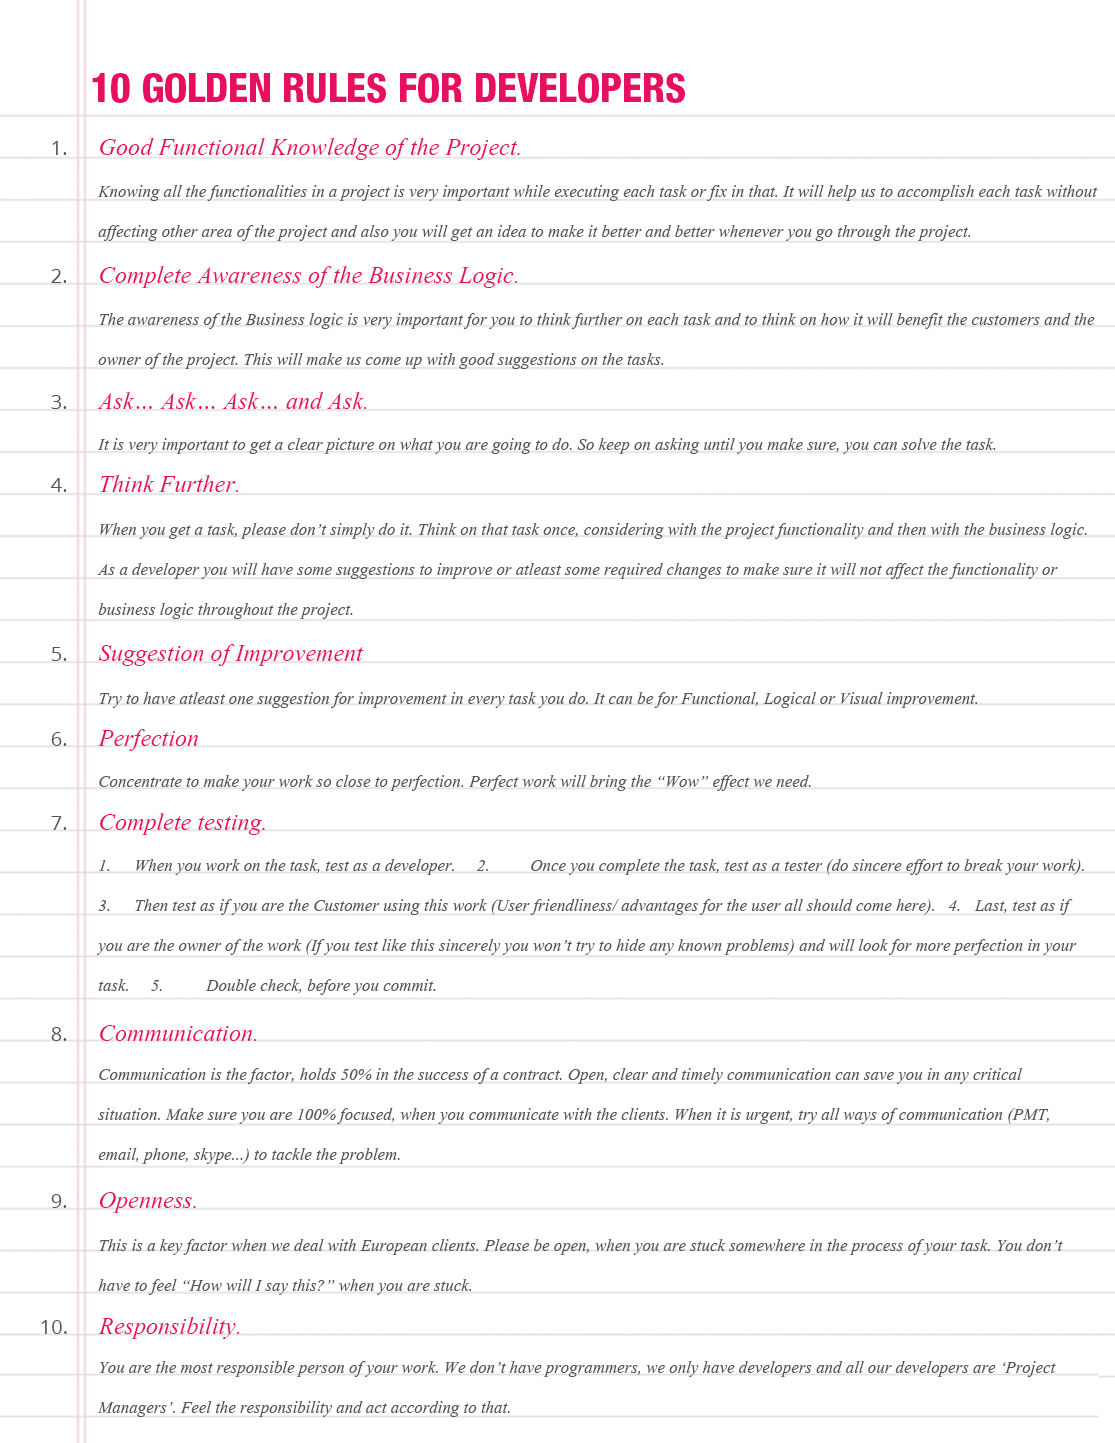 10 GOLDEN RULES FOR DEVELOPERS
1. Good Functional Knowledge of the Project.
Knowing all the functionalities in a project is very important while executing each task or fix in that. It will help us to accomplish each task without
affecting other area of the project and also you will get an idea to make it better and better whenever you go through the project.
2. Complete Awareness of the Business Logic.
The awareness of the Business logic is very important for you to think further on each task and to think on how it will benefit the customers and the
owner of the project. This will make us come up with good suggestions on the tasks.
3. Ask… Ask… Ask… and Ask.
It is very important to get a clear picture on what you are going to do. So keep on asking until you make sure, you can solve the task.
4. Think Further.
When you get a task, please don’t simply do it. Think on that task once, considering with the project functionality and then with the business logic.
As a developer you will have some suggestions to improve or atleast some required changes to make sure it will not affect the functionality or
business logic throughout the project.
5. Suggestion of Improvement
Try to have atleast one suggestion for improvement in every task you do. It can be for Functional, Logical or Visual improvement.
6. Perfection
Concentrate to make your work so close to perfection. Perfect work will bring the “Wow” effect we need.
7. Complete testing.
1. When you work on the task, test as a developer. 2. Once you complete the task, test as a tester (do sincere effort to break your work).
3. Then test as if you are the Customer using this work (User friendliness/ advantages for the user all should come here). 4. Last, test as if
you are the owner of the work (If you test like this sincerely you won’t try to hide any known problems) and will look for more perfection in your
task. 5. Double check, before you commit.
8. Communication.
Communication is the factor, holds 50% in the success of a contract. Open, clear and timely communication can save you in any critical
situation. Make sure you are 100% focused, when you communicate with the clients. When it is urgent, try all ways of communication (PMT,
email, phone, skype...) to tackle the problem.
9. Openness.
This is a key factor when we deal with European clients. Please be open, when you are stuck somewhere in the process of your task. You don’t
have to feel “How will I say this?” when you are stuck.
10. Responsibility.
You are the most responsible person of your work. We don’t have programmers, we only have developers and all our developers are ‘Project
Managers’. Feel the responsibility and act according to that.